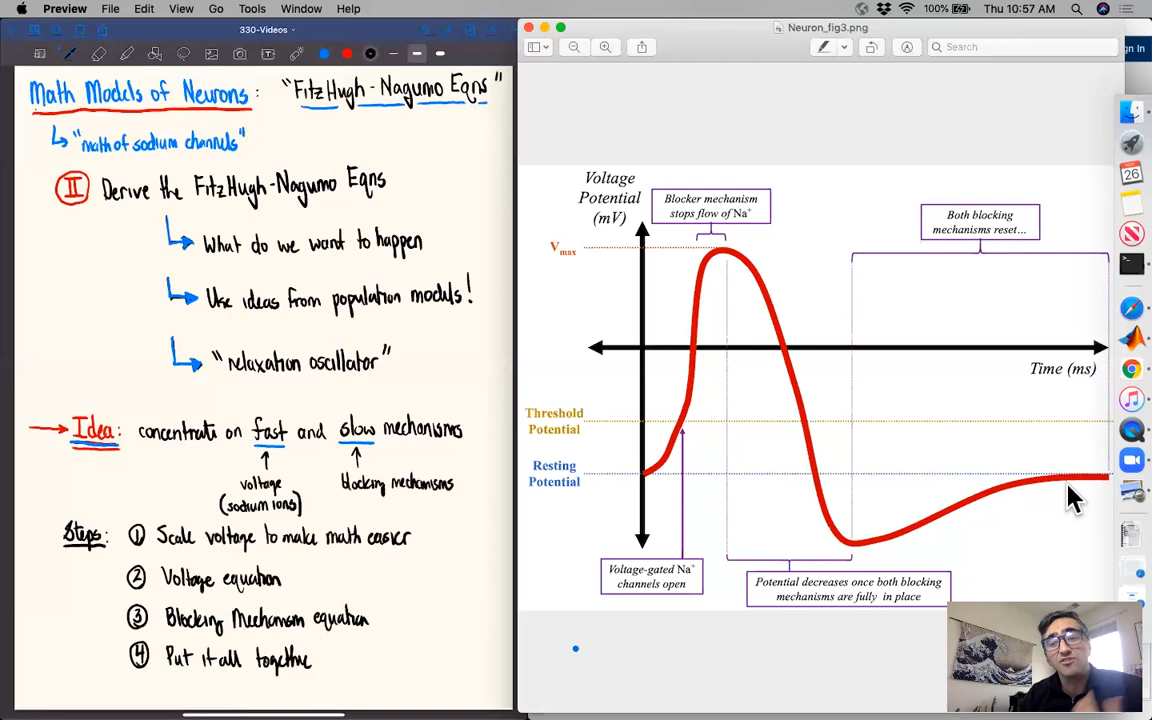 Preview File Edit View Go Tools Window Help
100% Thu 10:57 AM
330-Videos
Math Models of Neurons: "FitzHugh-Nagumo Eqns"
"math of sodium channels"
II Derive the FitzHugh-Nagumo Eqns
What do we want to happen
Use ideas from population models!
"relaxation oscillator"
Idea: concentrate on fast and slow mechanisms
voltage
(sodium ions)
blocking mechanisms
Steps: 1 Scale voltage to make math easier
2 Voltage equation
3 Blocking Mechanism equation
4 Put it all together
Neuron_fig3.png
Search
ign In
Voltage
Potential
(mV)
Blocker mechanism
stops flow of Na+
Both blocking
mechanisms reset...
Vmax
Time (ms)
Threshold
Potential
Resting
Potential
Voltage-gated Na+
channels open
Potential decreases once both blocking
mechanisms are fully in place
26